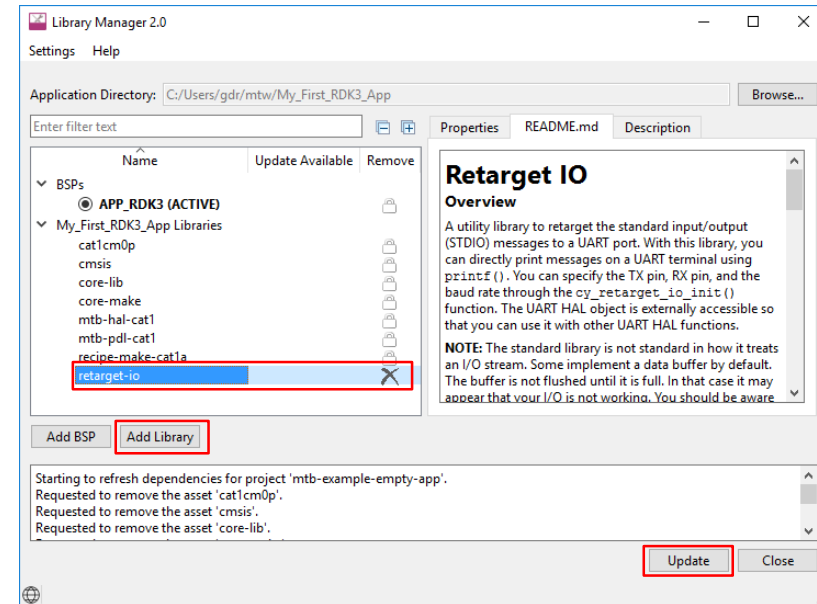 Library Manager 2.0
Settings Help
Application Directory: C:/Users/gdr/mtw/My_First_RDK3_App Browse...
Enter filter text
Name Update Available Remove
BSPs
APP_RDK3 (ACTIVE)
My_First_RDK3_App Libraries
cat1cm0p
cmsis
core-lib
core-make
mtb-hal-cat1
mtb-pdl-cat1
recipe-make-cat1a
retarget-io
Add BSP Add Library
Properties README.md Description
Retarget IO
Overview
A utility library to retarget the standard input/output
(STDIO) messages to a UART port. With this library, you
can directly print messages on a UART terminal using
printf(). You can specify the TX pin, RX pin, and the
baud rate through the cy_retarget_io_init()
function. The UART HAL object is externally accessible so
that you can use it with other UART HAL functions.
NOTE: The standard library is not standard in how it treats
an I/O stream. Some implement a data buffer by default.
The buffer is not flushed until it is full. In that case it may
appear that your I/O is not working. You should be aware
Starting to refresh dependencies for project 'mtb-example-empty-app'.
Requested to remove the asset 'cat1cm0p'.
Requested to remove the asset 'cmsis'.
Requested to remove the asset 'core-lib'.
Update Close